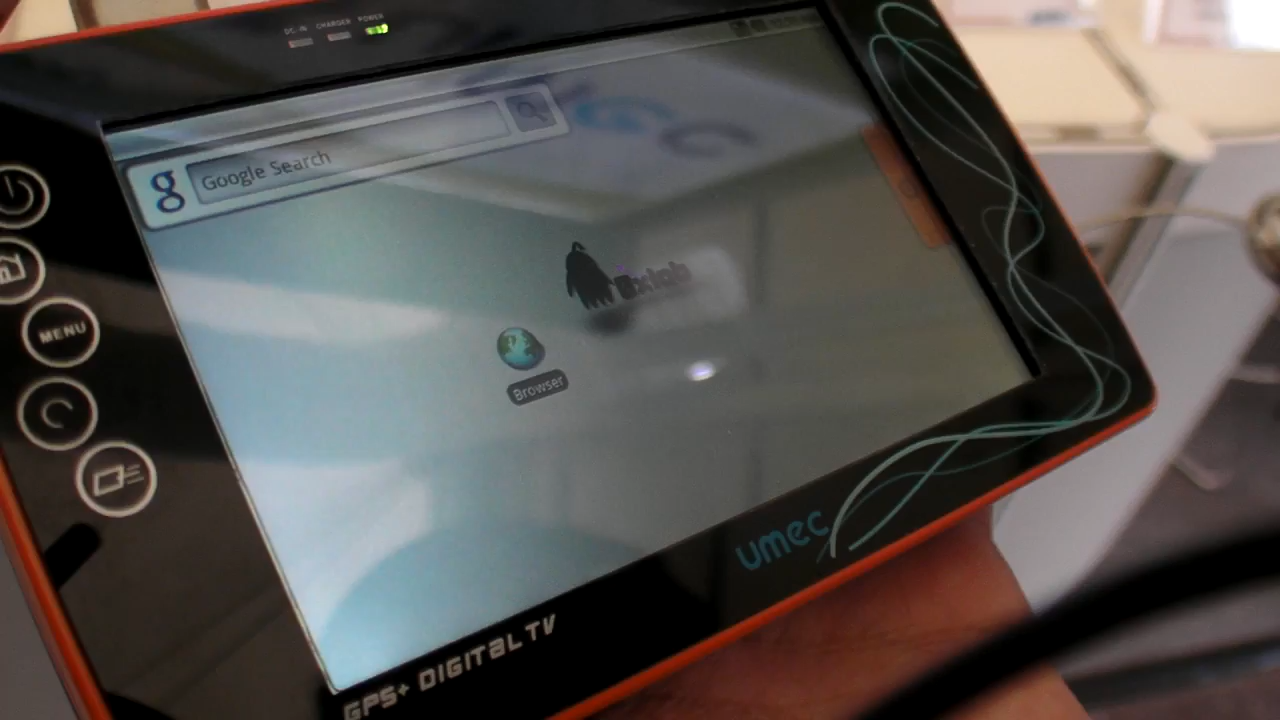 DC-IN CHARGER POWER
g Google Search
MENU
Browser
umec
GPS+ DIGITAL TV